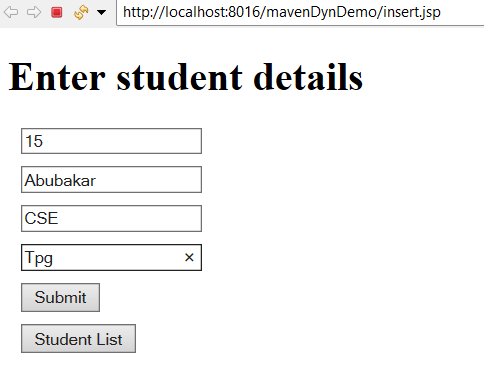 http://localhost:8016/mavenDynDemo/insert.jsp
Enter student details
15
Abubakar
CSE
Tpg
Submit
Student List